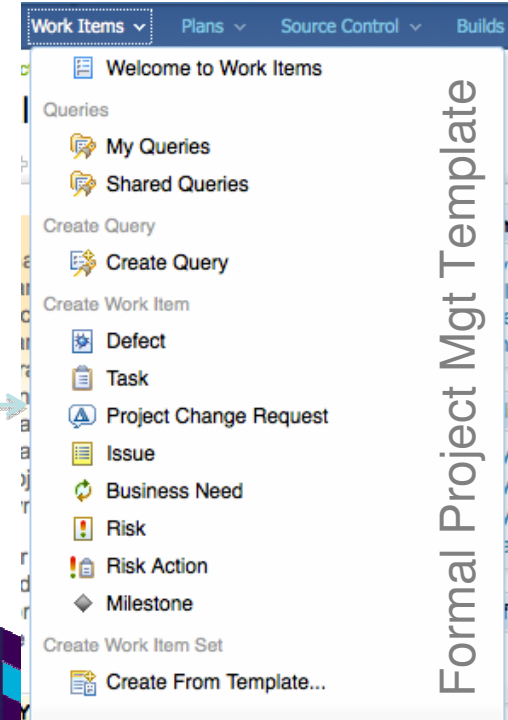 Work Items Plans Source Control Builds
Welcome to Work Items
Queries
My Queries
Shared Queries
Create Query
Create Query
Create Work Item
Defect
Task
Project Change Request
Issue
Business Need
Risk
Risk Action
Milestone
Create Work Item Set
Create From Template...
Formal Project Mgt Template